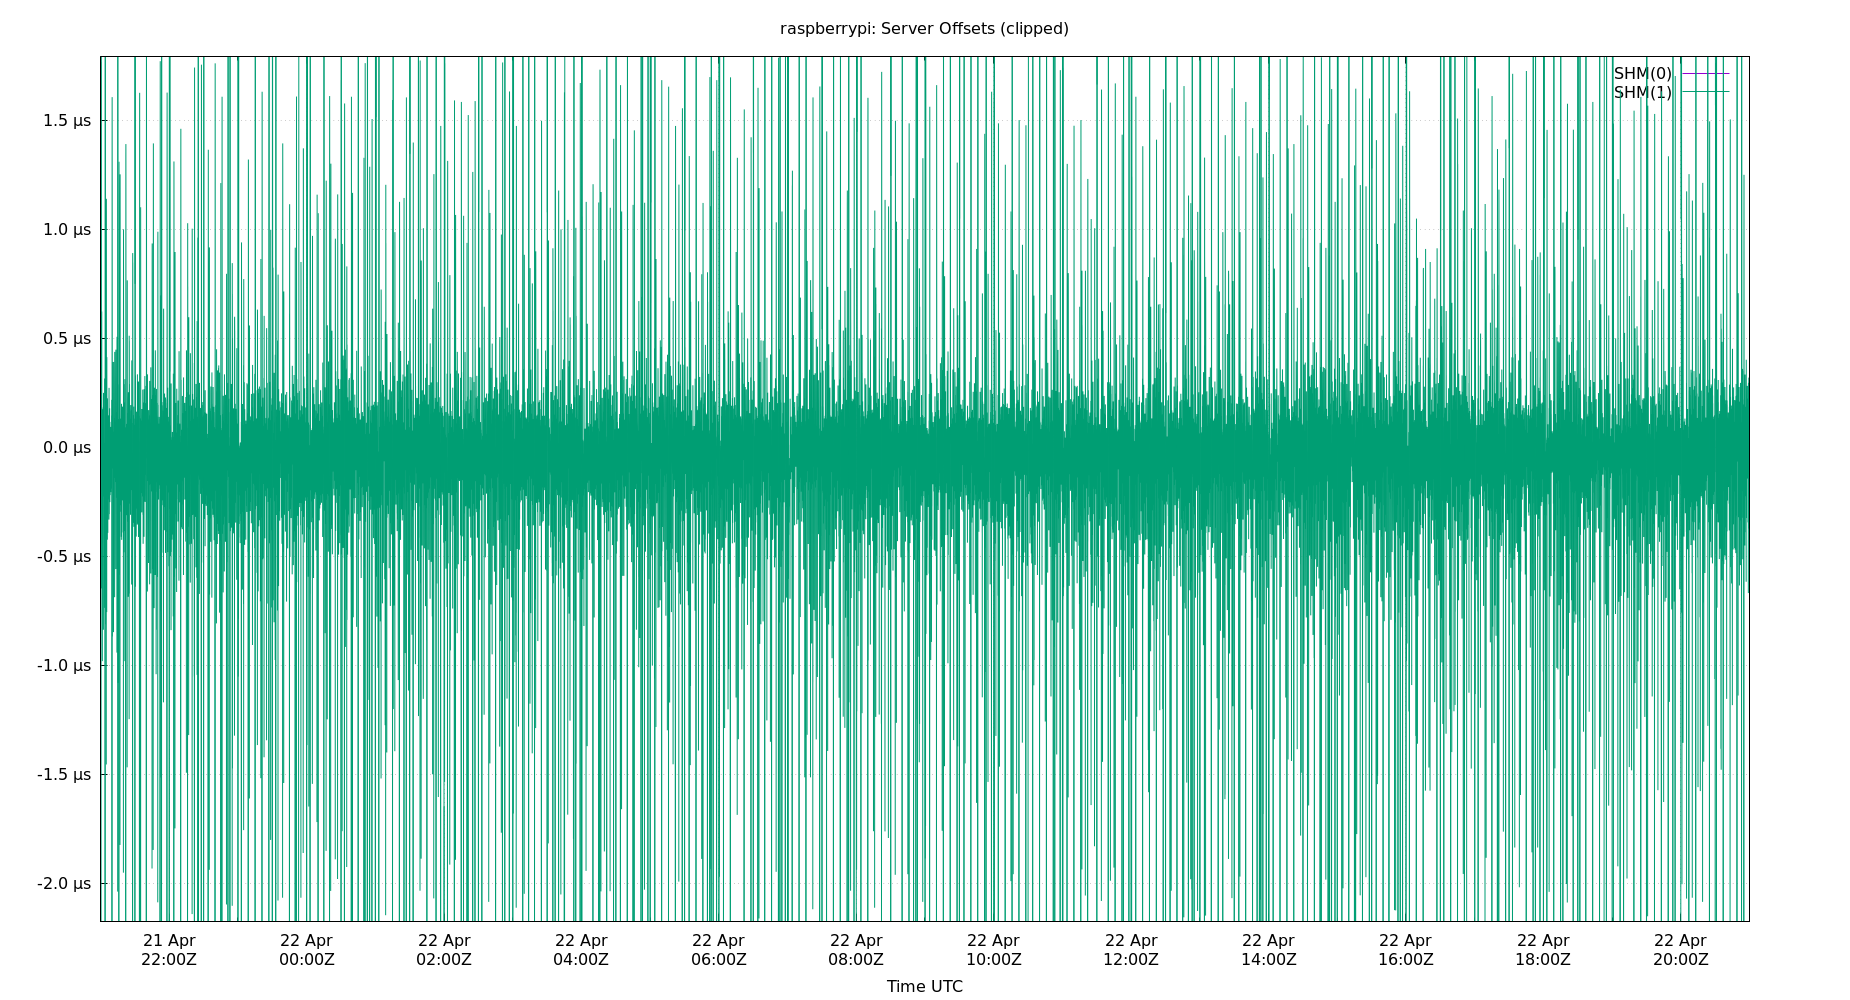 raspberrypi: Server Offsets (clipped)
SHM(0)
SHM(1)
1.5 µs
1.0 µs
0.5 µs
0.0 µs
-0.5 µs
-1.0 µs
-1.5 µs
-2.0 µs
21 Apr 22 Apr 22 Apr 22 Apr 22 Apr 22 Apr 22 Apr 22 Apr 22 Apr 22 Apr 22 Apr 22 Apr
22:00Z 00:00Z 02:00Z 04:00Z 06:00Z 08:00Z 10:00Z 12:00Z 14:00Z 16:00Z 18:00Z 20:00Z
Time UTC